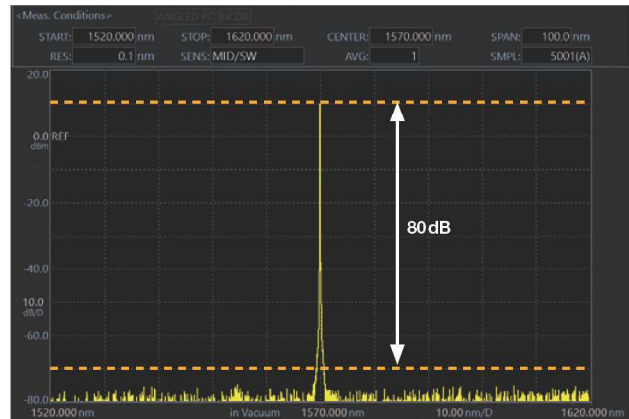 <Meas. Conditions> ANGLED PC HCDR
START: 1520.000 nm STOP: 1620.000 nm CENTER: 1570.000 nm SPAN: 100.0 nm
RES: 0.1 nm SENS: MID/SW AVG: 1 SMPL: 5001(A)
20.0
0.0 REF
dBm
-20.0
80dB
-40.0
10.0
dB/D
-60.0
-80.0
1520.000 nm in Vacuum 1570.000 nm 10.00 nm/D 1620.000 nm